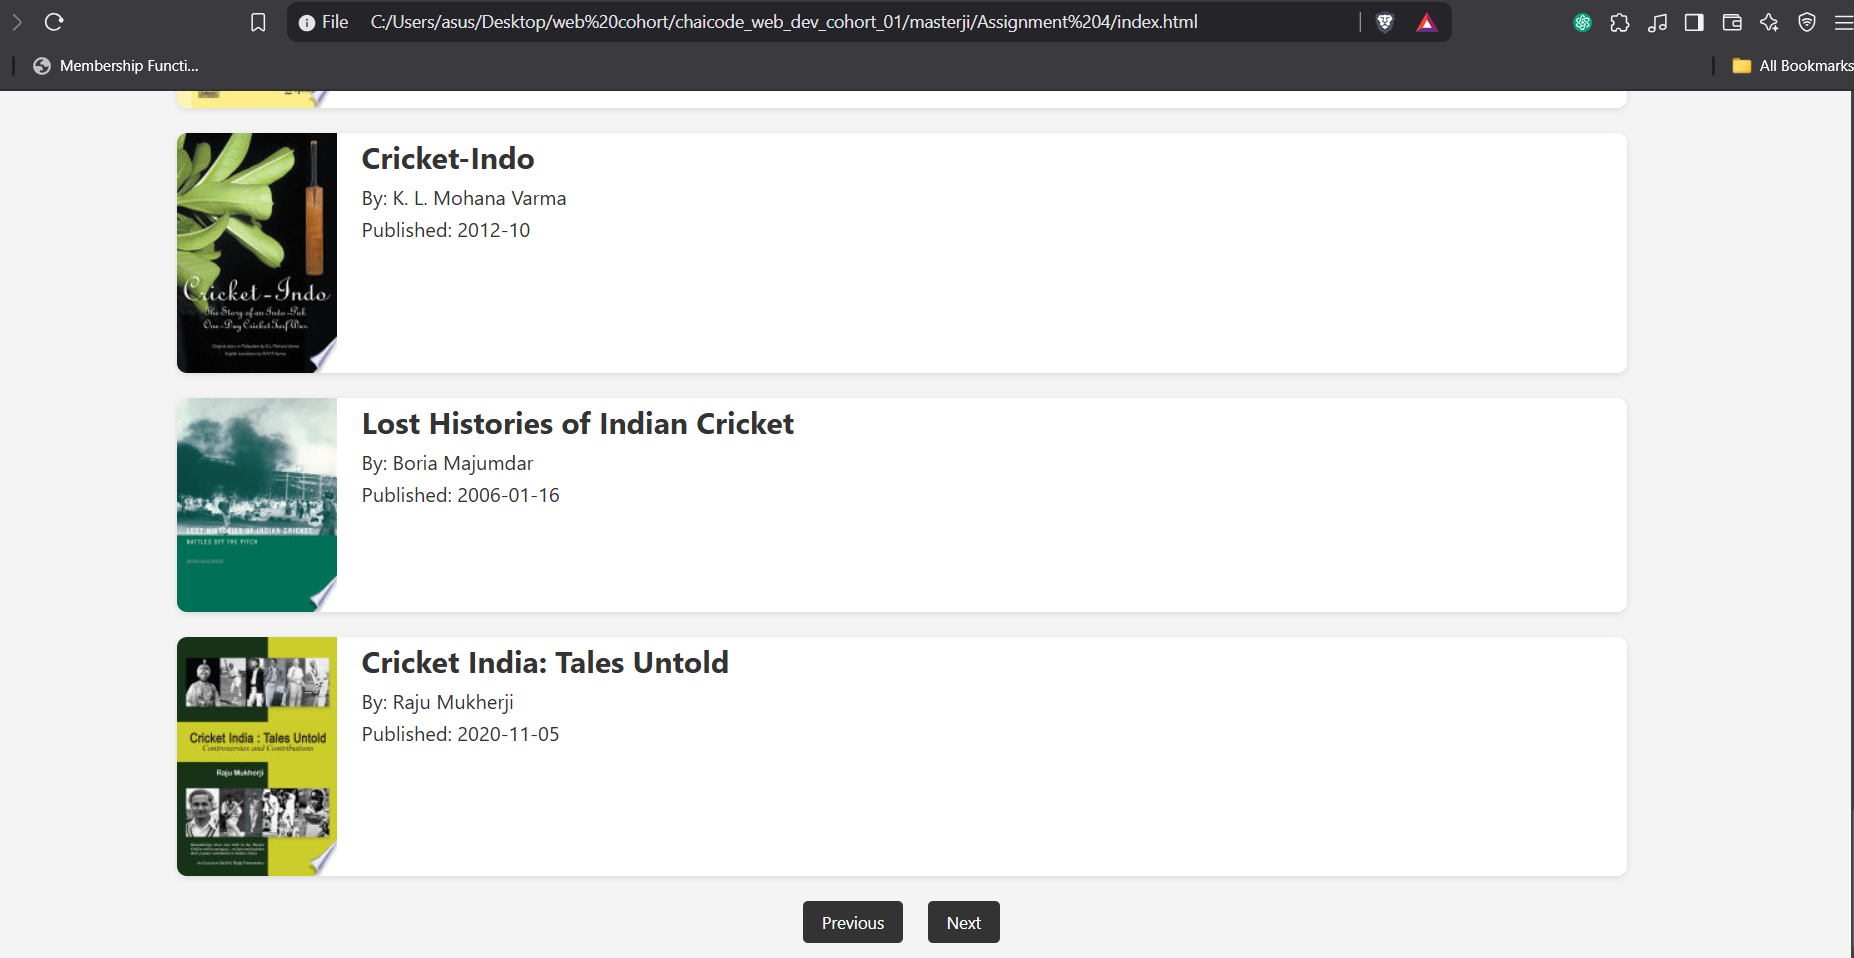 File C:/Users/asus/Desktop/web%20cohort/chaicode_web_dev_cohort_01/masterji/Assignment%204/index.html
Membership Functi...
All Bookmarks
Cricket-Indo
By: K. L. Mohana Varma
Published: 2012-10
Cricket-Indo
The Story of an Indo-Pak
One-Day Cricket Turf War
Lost Histories of Indian Cricket
By: Boria Majumdar
Published: 2006-01-16
LOST HISTORIES OF INDIAN CRICKET
BATTLES OFF THE PITCH
Cricket India: Tales Untold
By: Raju Mukherji
Published: 2020-11-05
Cricket India : Tales Untold
Controversies and Contributions
Raju Mukherji
Previous
Next